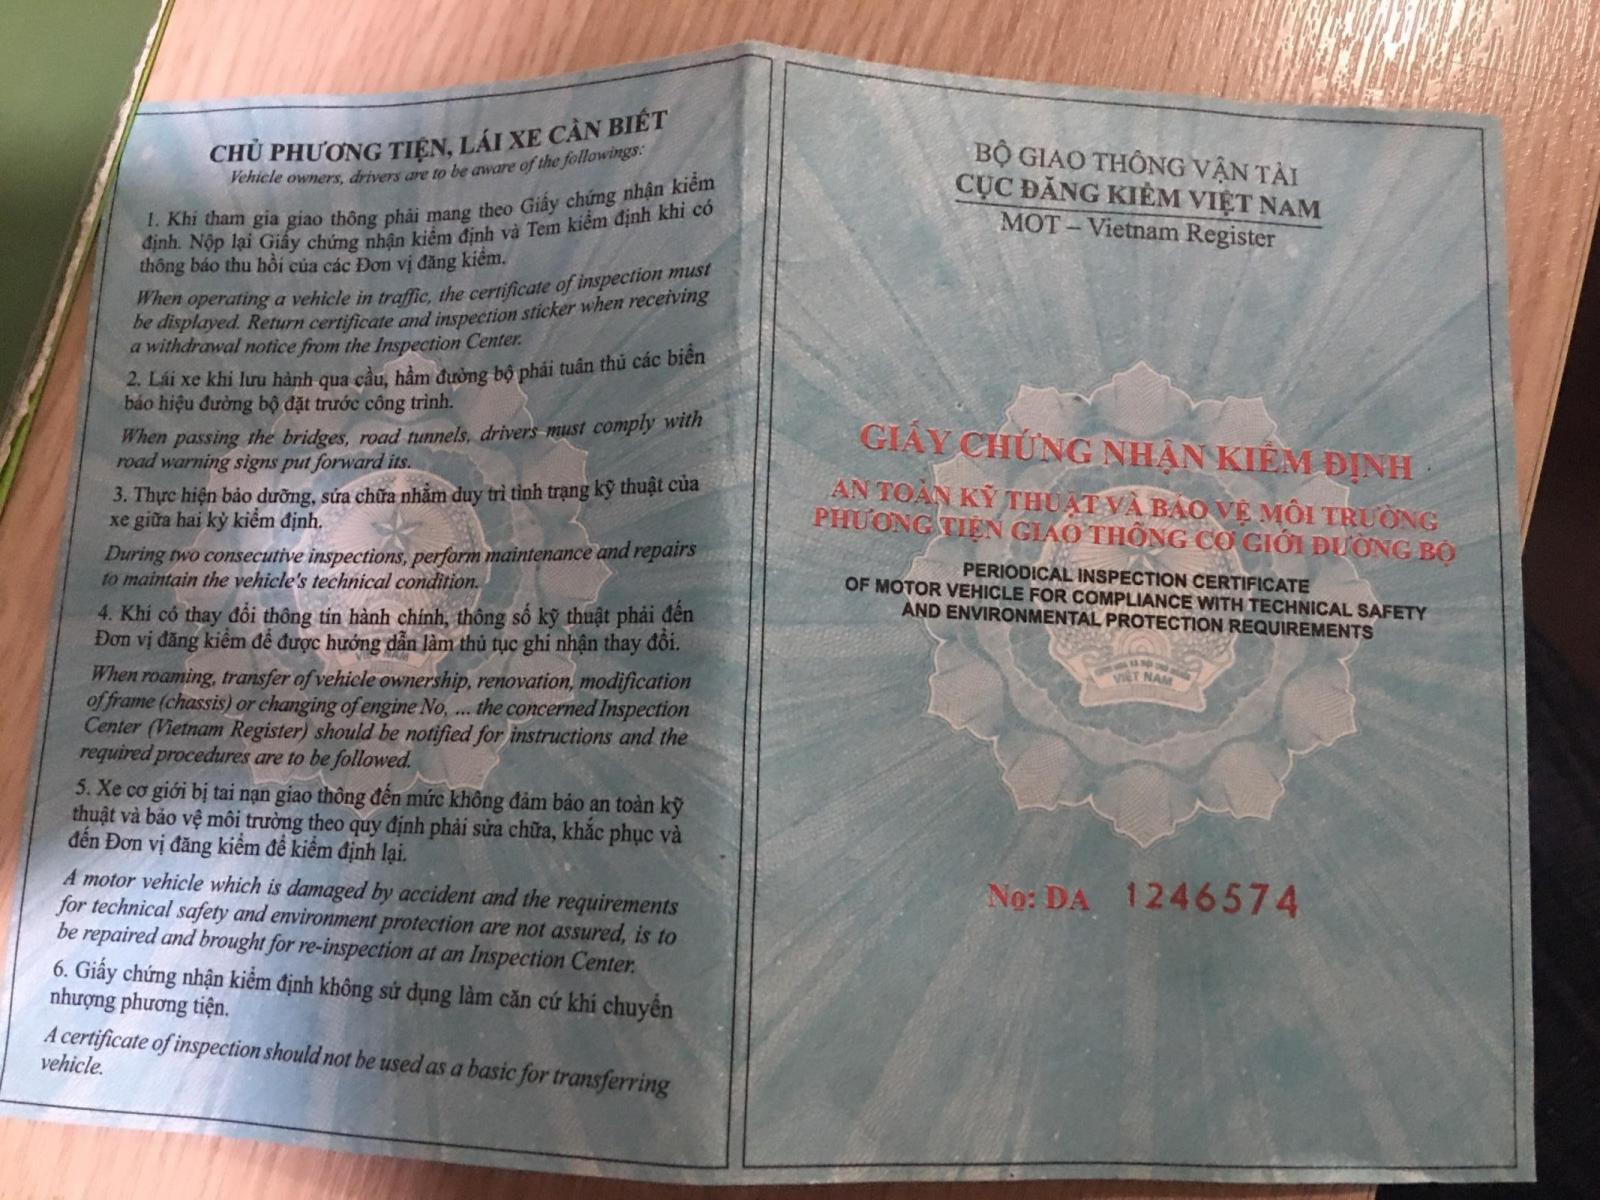 CHỦ PHƯƠNG TIỆN, LÁI XE CẦN BIẾT
Vehicle owners, drivers are to be aware of the followings:
1. Khi tham gia giao thông phải mang theo Giấy chứng nhận kiểm
định. Nộp lại Giấy chứng nhận kiểm định và Tem kiểm định khi có
thông báo thu hồi của các Đơn vị đăng kiểm.
When operating a vehicle in traffic, the certificate of inspection must
be displayed. Return certificate and inspection sticker when receiving
a withdrawal notice from the Inspection Center.
2. Lái xe khi lưu hành qua cầu, hầm đường bộ phải tuân thủ các biển
báo hiệu đường bộ đặt trước công trình.
When passing the bridges, road tunnels, drivers must comply with
road warning signs put forward its.
3. Thực hiện bảo dưỡng, sửa chữa nhằm duy trì tình trạng kỹ thuật của
xe giữa hai kỳ kiểm định.
During two consecutive inspections, perform maintenance and repairs
to maintain the vehicle's technical condition.
4. Khi có thay đổi thông tin hành chính, thông số kỹ thuật phải đến
Đơn vị đăng kiểm để được hướng dẫn làm thủ tục ghi nhận thay đổi.
When roaming, transfer of vehicle ownership, renovation, modification
of frame (chassis) or changing of engine No, ... the concerned Inspection
Center (Vietnam Register) should be notified for instructions and the
required procedures are to be followed.
5. Xe cơ giới bị tai nạn giao thông đến mức không đảm bảo an toàn kỹ
thuật và bảo vệ môi trường theo quy định phải sửa chữa, khắc phục và
đến Đơn vị đăng kiểm để kiểm định lại.
A motor vehicle which is damaged by accident and the requirements
for technical safety and environment protection are not assured, is to
be repaired and brought for re-inspection at an Inspection Center.
6. Giấy chứng nhận kiểm định không sử dụng làm căn cứ khi chuyển
nhượng phương tiện.
A certificate of inspection should not be used as a basic for transferring
vehicle.
VIỆT NAM
BỘ GIAO THÔNG VẬN TẢI
CỤC ĐĂNG KIỂM VIỆT NAM
MOT – Vietnam Register
GIẤY CHỨNG NHẬN KIỂM ĐỊNH
AN TOÀN KỸ THUẬT VÀ BẢO VỆ MÔI TRƯỜNG
PHƯƠNG TIỆN GIAO THÔNG CƠ GIỚI ĐƯỜNG BỘ
PERIODICAL INSPECTION CERTIFICATE
OF MOTOR VEHICLE FOR COMPLIANCE WITH TECHNICAL SAFETY
AND ENVIRONMENTAL PROTECTION REQUIREMENTS
VIỆT NAM
No: DA 1246574